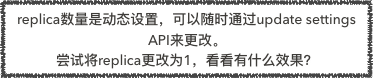 replica数量是动态设置，可以随时通过update settings
API来更改。
尝试将replica更改为1，看看有什么效果？